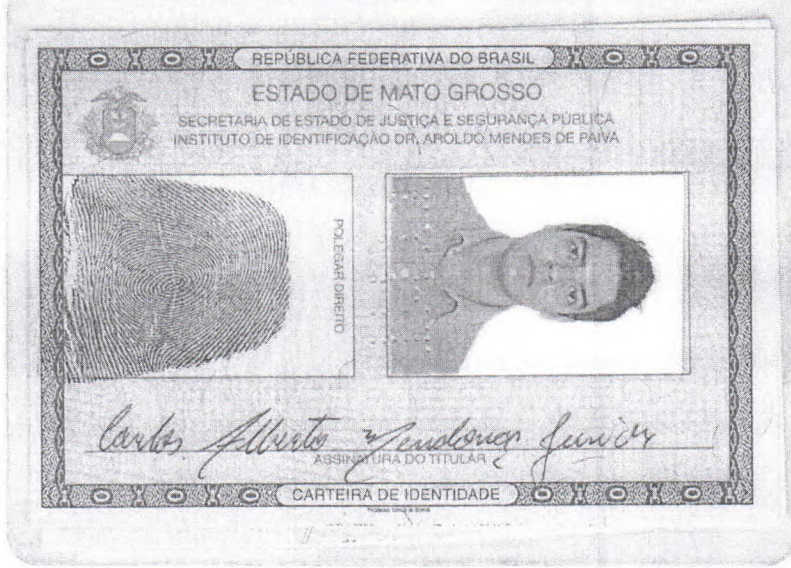 REPÚBLICA FEDERATIVA DO BRASIL
ESTADO DE MATO GROSSO
SECRETARIA DE ESTADO DE JUSTIÇA E SEGURANÇA PÚBLICA
INSTITUTO DE IDENTIFICAÇÃO DR. AROLDO MENDES DE PAIVA
POLEGAR DIREITO
Carlos Alberto Mendonça Junior
ASSINATURA DO TITULAR
CARTEIRA DE IDENTIDADE